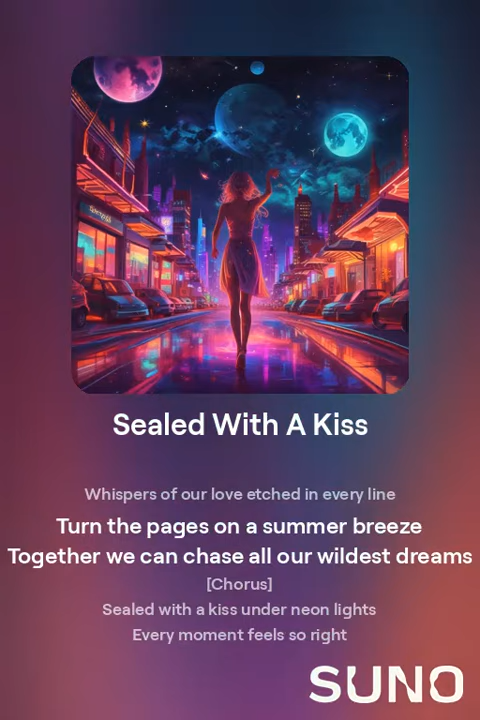 Sealed With A Kiss
Whispers of our love etched in every line
Turn the pages on a summer breeze
Together we can chase all our wildest dreams
[Chorus]
Sealed with a kiss under neon lights
Every moment feels so right
SUNO